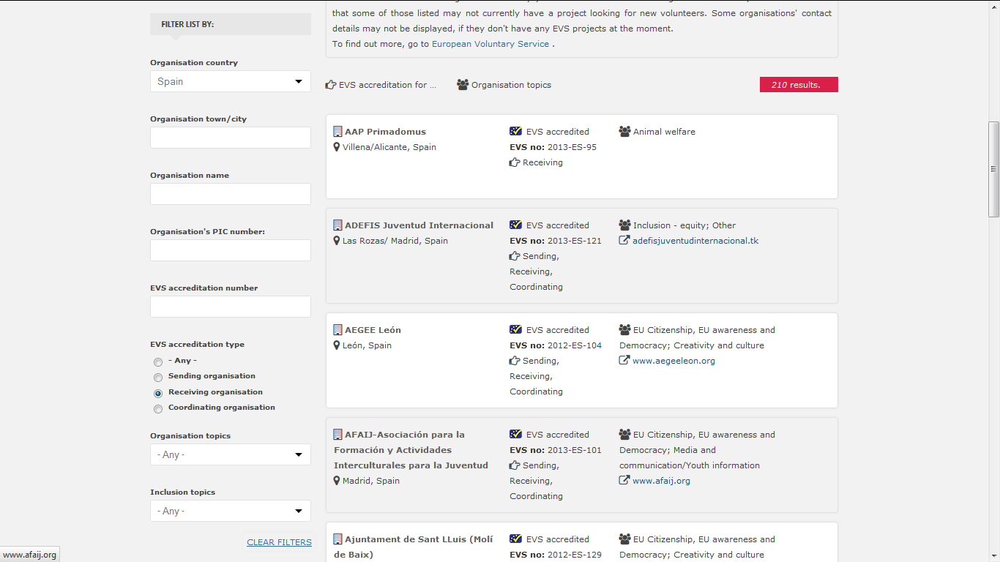 that some of those listed may not currently have a project looking for new volunteers. Some organisations' contact
details may not be displayed, if they don't have any EVS projects at the moment.
To find out more, go to European Voluntary Service .
FILTER LIST BY:
Organisation country
Spain
Organisation town/city
Organisation name
Organisation's PIC number:
EVS accreditation number
EVS accreditation type
- Any -
Sending organisation
Receiving organisation
Coordinating organisation
Organisation topics
- Any -
Inclusion topics
- Any -
CLEAR FILTERS
EVS accreditation for ...
Organisation topics
210 results.
AAP Primadomus
Villena/Alicante, Spain
EVS accredited
EVS no: 2013-ES-95
Receiving
Animal welfare
ADEFIS Juventud Internacional
Las Rozas/ Madrid, Spain
EVS accredited
EVS no: 2013-ES-121
Sending,
Receiving,
Coordinating
Inclusion - equity; Other
adefisjuventudinternacional.tk
AEGEE León
León, Spain
EVS accredited
EVS no: 2012-ES-104
Sending,
Receiving,
Coordinating
EU Citizenship, EU awareness and
Democracy; Creativity and culture
www.aegeeleon.org
AFAIJ-Asociación para la
Formación y Actividades
Interculturales para la Juventud
Madrid, Spain
EVS accredited
EVS no: 2013-ES-101
Sending,
Receiving,
Coordinating
EU Citizenship, EU awareness and
Democracy; Media and
communication/Youth information
www.afaij.org
Ajuntament de Sant LLuis (Molí
de Baix)
EVS accredited
EVS no: 2012-ES-129
EU Citizenship, EU awareness and
Democracy; Creativity and culture
www.afaij.org